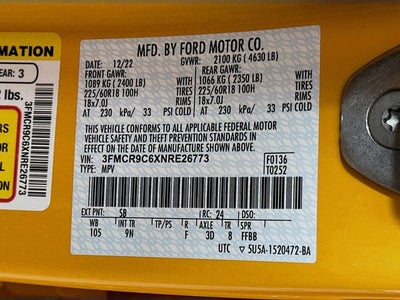 MFD. BY FORD MOTOR CO.
DATE: 12/22 GVWR: 2100 KG (4630 LB)
FRONT GAWR: REAR GAWR:
1089 KG (2400 LB) 1066 KG (2350 LB)
225/60R18 100H 225/60R18 100H
18x7.0J 18x7.0J
AT 230 kPa/ 33 PSI COLD AT 230 kPa/ 33 PSI COLD
THIS VEHICLE CONFORMS TO ALL APPLICABLE FEDERAL MOTOR
VEHICLE SAFETY AND THEFT PREVENTION STANDARDS IN
EFFECT ON THE DATE OF MANUFACTURE SHOWN ABOVE.
VIN: 3FMCR9C6XNRE26773 F0136
TYPE: MPV T0252
EXT PNT: SB RC: 24 DSO:
WB INT TR TP/PS R AXLE TR SPR
105 9N F 3D 8 FFBB
UTC ▽ 5U5A-1520472-BA
RMATION
EAR: 3
lbs.
3FMCR9C6XNRE26773